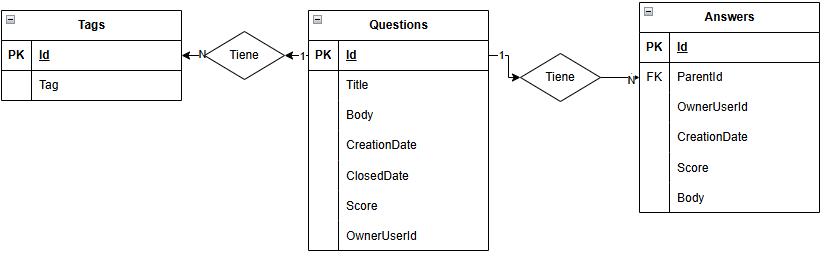 Tags
PK Id
Tag
N
Tiene
1
Questions
PK Id
Title
Body
CreationDate
ClosedDate
Score
OwnerUserId
1
Tiene
N
Answers
PK Id
FK ParentId
OwnerUserId
CreationDate
Score
Body